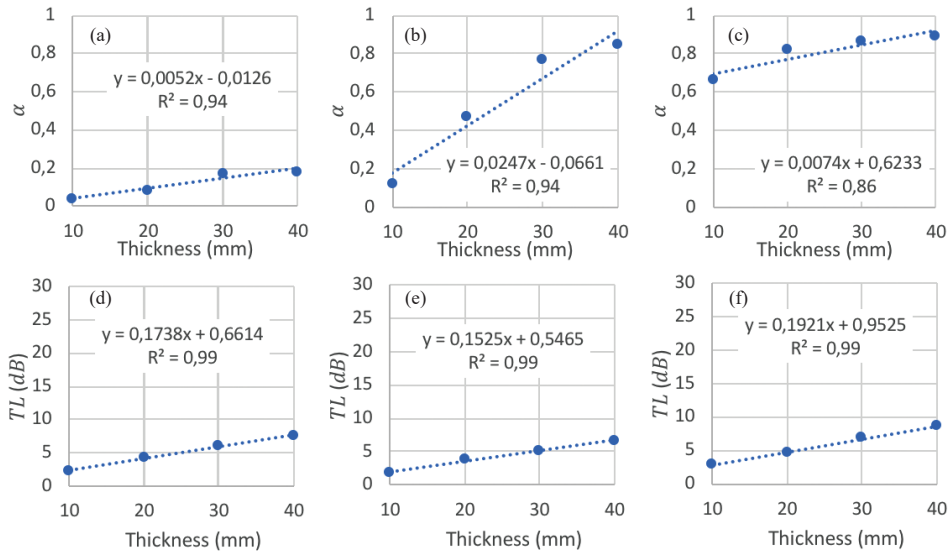 (a)
1
0,8
0,6
0,4
0,2
0
α
y = 0,0052x - 0,0126
R² = 0,94
10 20 30 40
Thickness (mm)
(b)
1
0,8
0,6
0,4
0,2
0
α
y = 0,0247x - 0,0661
R² = 0,94
10 20 30 40
Thickness (mm)
(c)
1
0,8
0,6
0,4
0,2
0
α
y = 0,0074x + 0,6233
R² = 0,86
10 20 30 40
Thickness (mm)
(d)
30
25
20
15
10
5
0
TL (dB)
y = 0,1738x + 0,6614
R² = 0,99
10 20 30 40
Thickness (mm)
(e)
30
25
20
15
10
5
0
TL (dB)
y = 0,1525x + 0,5465
R² = 0,99
10 20 30 40
Thickness (mm)
(f)
30
25
20
15
10
5
0
TL (dB)
y = 0,1921x + 0,9525
R² = 0,99
10 20 30 40
Thickness (mm)